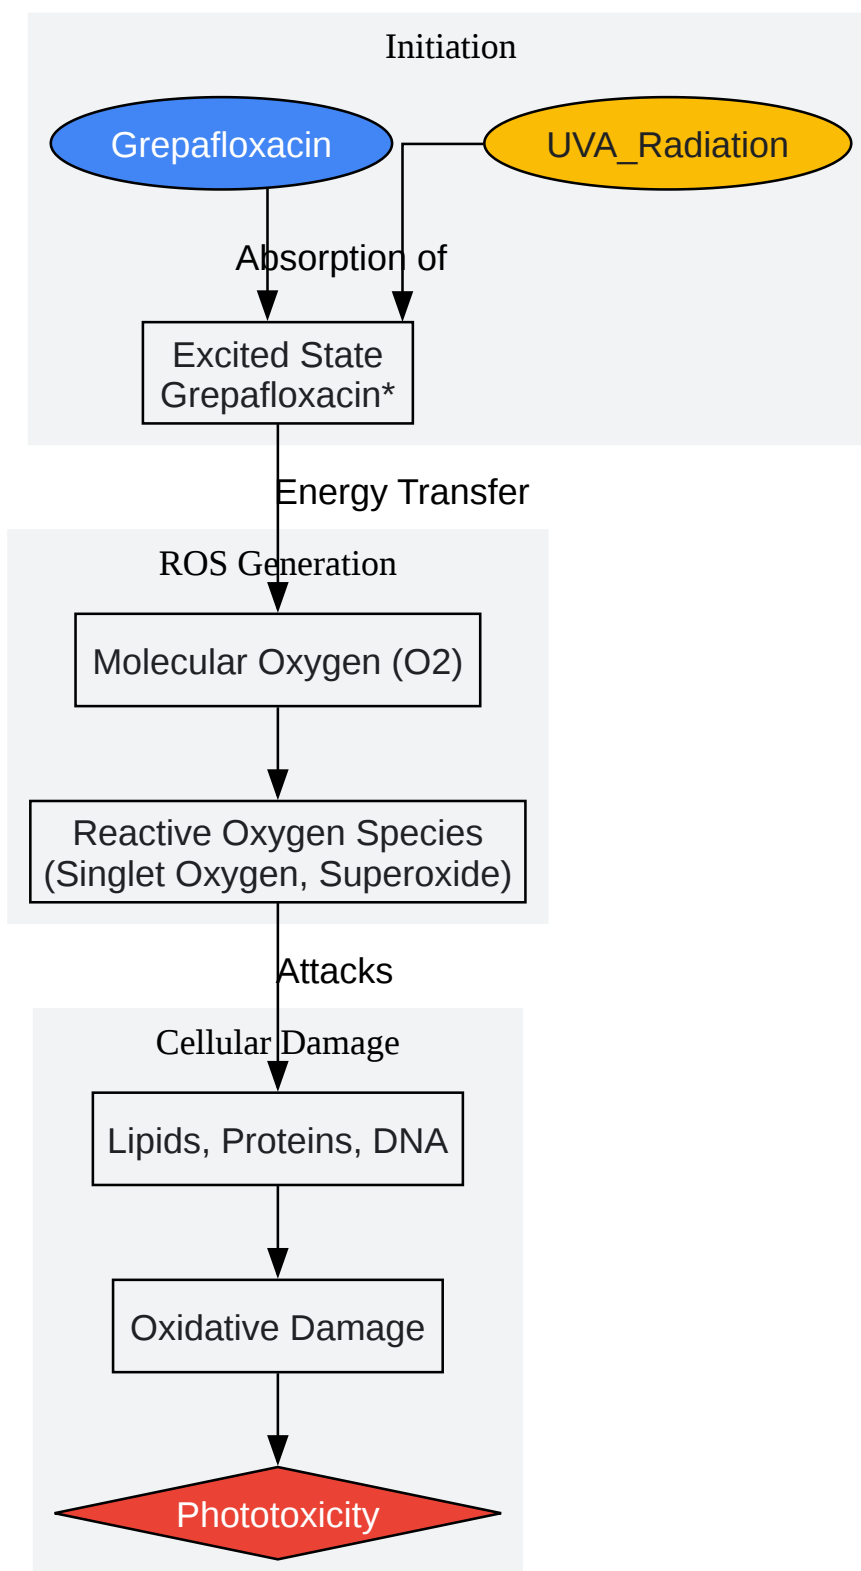 Initiation
Grepafloxacin
UVA_Radiation
Absorption of
Excited State
Grepafloxacin*
Energy Transfer
ROS Generation
Molecular Oxygen (O2)
Reactive Oxygen Species
(Singlet Oxygen, Superoxide)
Attacks
Cellular Damage
Lipids, Proteins, DNA
Oxidative Damage
Phototoxicity